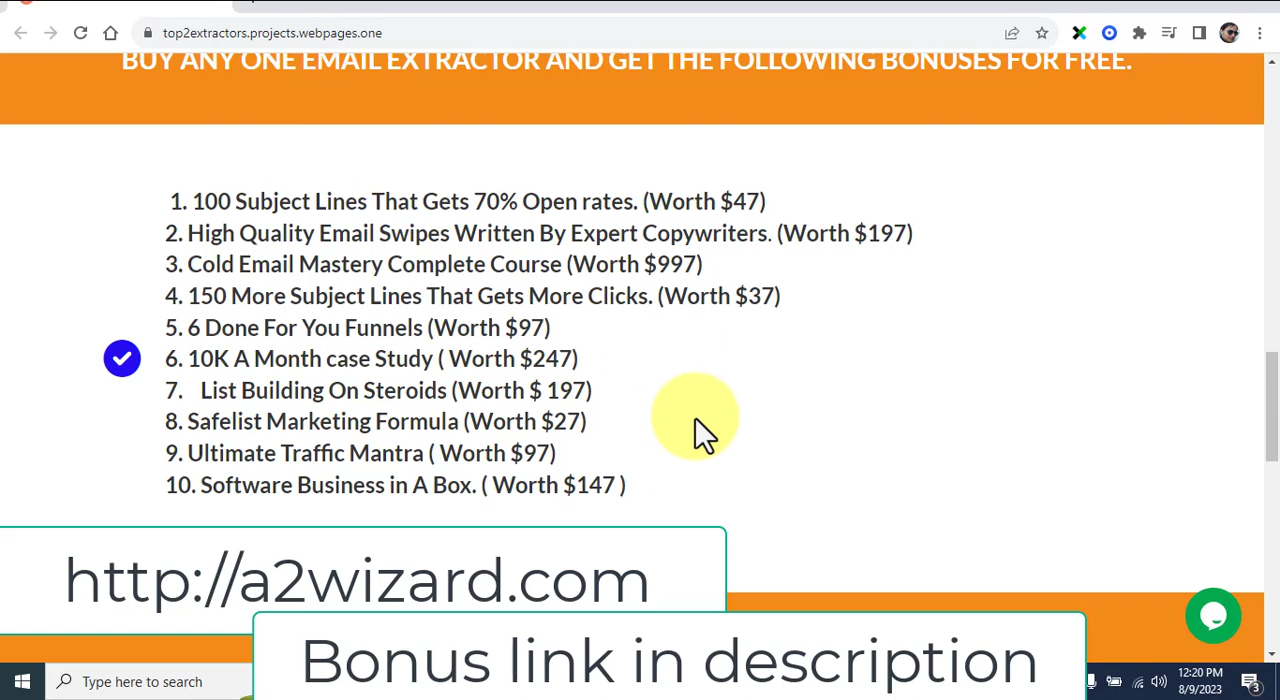 top2extractors.projects.webpages.one
BUY ANY ONE EMAIL EXTRACTOR AND GET THE FOLLOWING BONUSES FOR FREE.
1. 100 Subject Lines That Gets 70% Open rates. (Worth $47)
2. High Quality Email Swipes Written By Expert Copywriters. (Worth $197)
3. Cold Email Mastery Complete Course (Worth $997)
4. 150 More Subject Lines That Gets More Clicks. (Worth $37)
5. 6 Done For You Funnels (Worth $97)
6. 10K A Month case Study ( Worth $247)
7. List Building On Steroids (Worth $ 197)
8. Safelist Marketing Formula (Worth $27)
9. Ultimate Traffic Mantra ( Worth $97)
10. Software Business in A Box. ( Worth $147 )
http://a2wizard.com
Bonus link in description
Type here to search
12:20 PM
8/9/2023
3